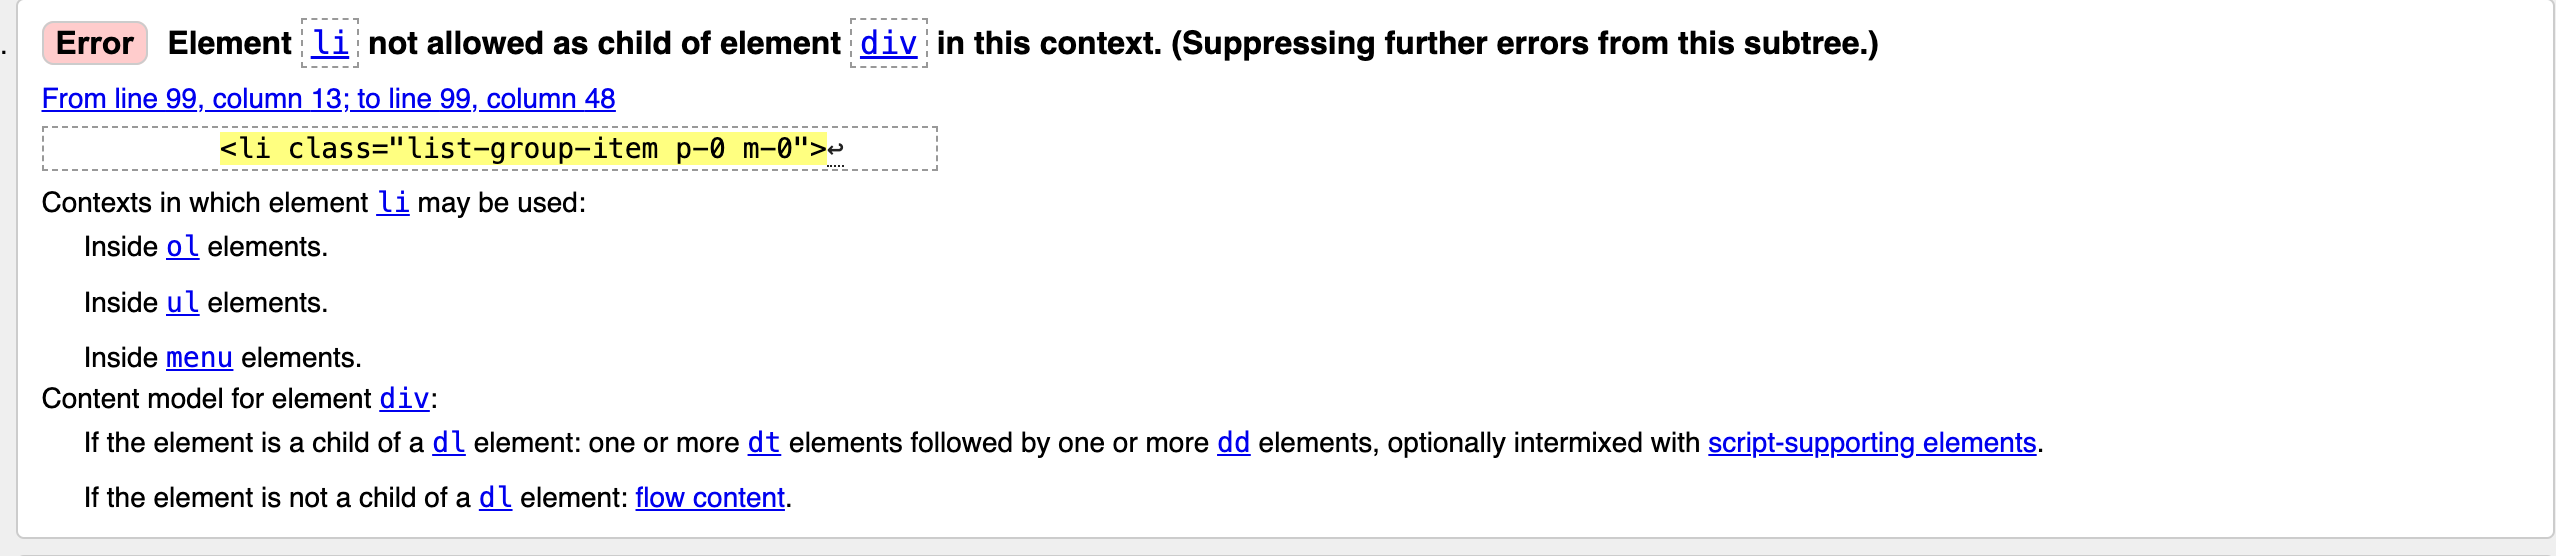 . Error Element li not allowed as child of element div in this context. (Suppressing further errors from this subtree.)
From line 99, column 13; to line 99, column 48
<li class="list-group-item p-0 m-0">↩
Contexts in which element li may be used:
Inside ol elements.
Inside ul elements.
Inside menu elements.
Content model for element div:
If the element is a child of a dl element: one or more dt elements followed by one or more dd elements, optionally intermixed with script-supporting elements.
If the element is not a child of a dl element: flow content.